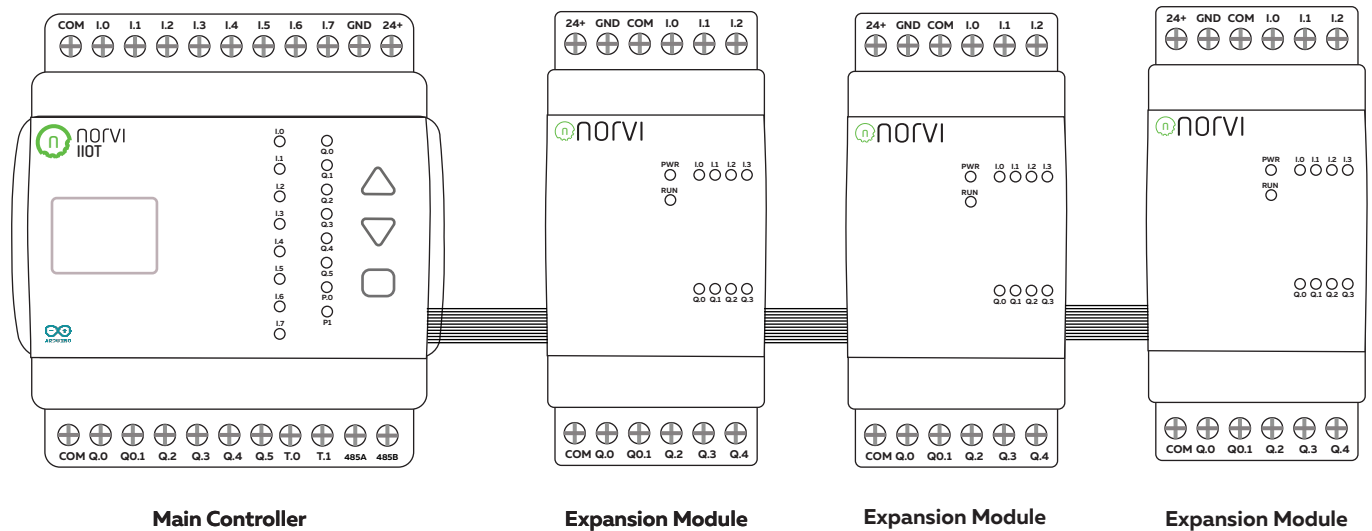 COM I.0 I.1 I.2 I.3 I.4 I.5 I.6 I.7 GND 24+
norvi
IIOT
I.0
I.1
I.2
I.3
I.4
I.5
I.6
I.7
Q.0
Q.1
Q.2
Q.3
Q.4
Q.5
P.0
P1
ARDUINO
COM Q.0 Q0.1 Q.2 Q.3 Q.4 Q.5 T.0 T.1 485A 485B
Main Controller
24+ GND COM I.0 I.1 I.2
norvi
PWR I.0 I.1 I.2 I.3
RUN
Q.0 Q.1 Q.2 Q.3
COM Q.0 Q0.1 Q.2 Q.3 Q.4
Expansion Module
24+ GND COM I.0 I.1 I.2
norvi
PWR I.0 I.1 I.2 I.3
RUN
Q.0 Q.1 Q.2 Q.3
COM Q.0 Q0.1 Q.2 Q.3 Q.4
Expansion Module
24+ GND COM I.0 I.1 I.2
norvi
PWR I.0 I.1 I.2 I.3
RUN
Q.0 Q.1 Q.2 Q.3
COM Q.0 Q0.1 Q.2 Q.3 Q.4
Expansion Module